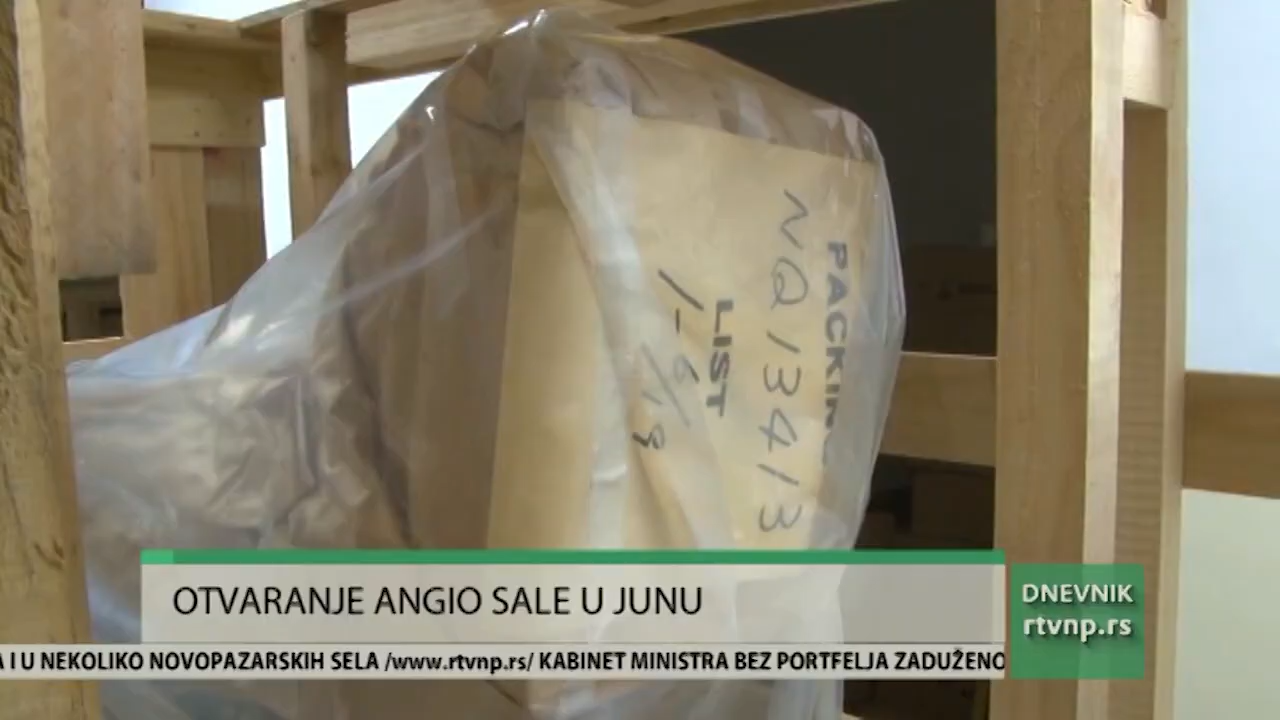 PACKING
NQ13413
LIST
1-6/19
OTVARANJE ANGIO SALE U JUNU
DNEVNIK
rtvnp.rs
A I U NEKOLIKO NOVOPAZARSKIH SELA /www.rtvnp.rs/ KABINET MINISTRA BEZ PORTFELJA ZADUŽENO